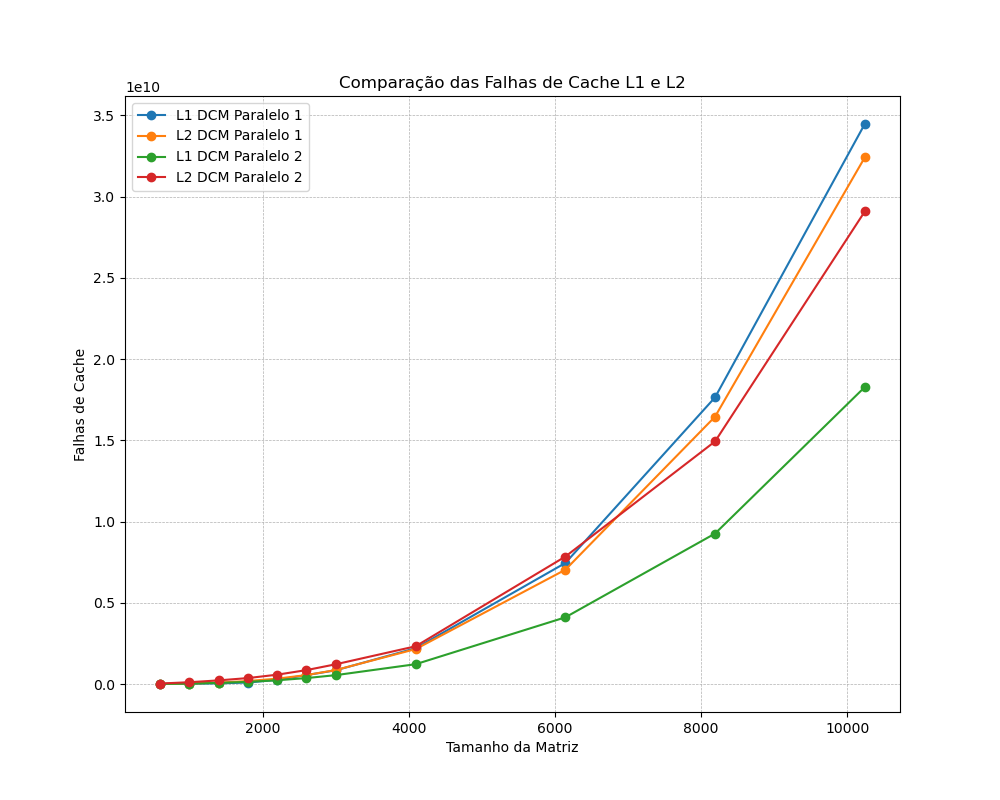 Comparação das Falhas de Cache L1 e L2
1e10
L1 DCM Paralelo 1
L2 DCM Paralelo 1
L1 DCM Paralelo 2
L2 DCM Paralelo 2
3.5
3.0
2.5
2.0
1.5
1.0
0.5
0.0
Falhas de Cache
2000 4000 6000 8000 10000
Tamanho da Matriz